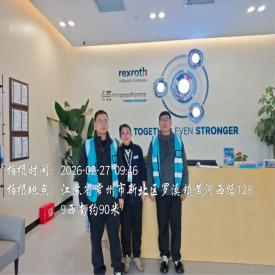 rexroth
A Bosch Company
HYDRAFORCE
TOGETHER EVEN STRONGER
拍摄时间：2026-02-27 09:46
拍摄地点：江苏省常州市新北区罗溪镇黄河西路128
9西南约90米